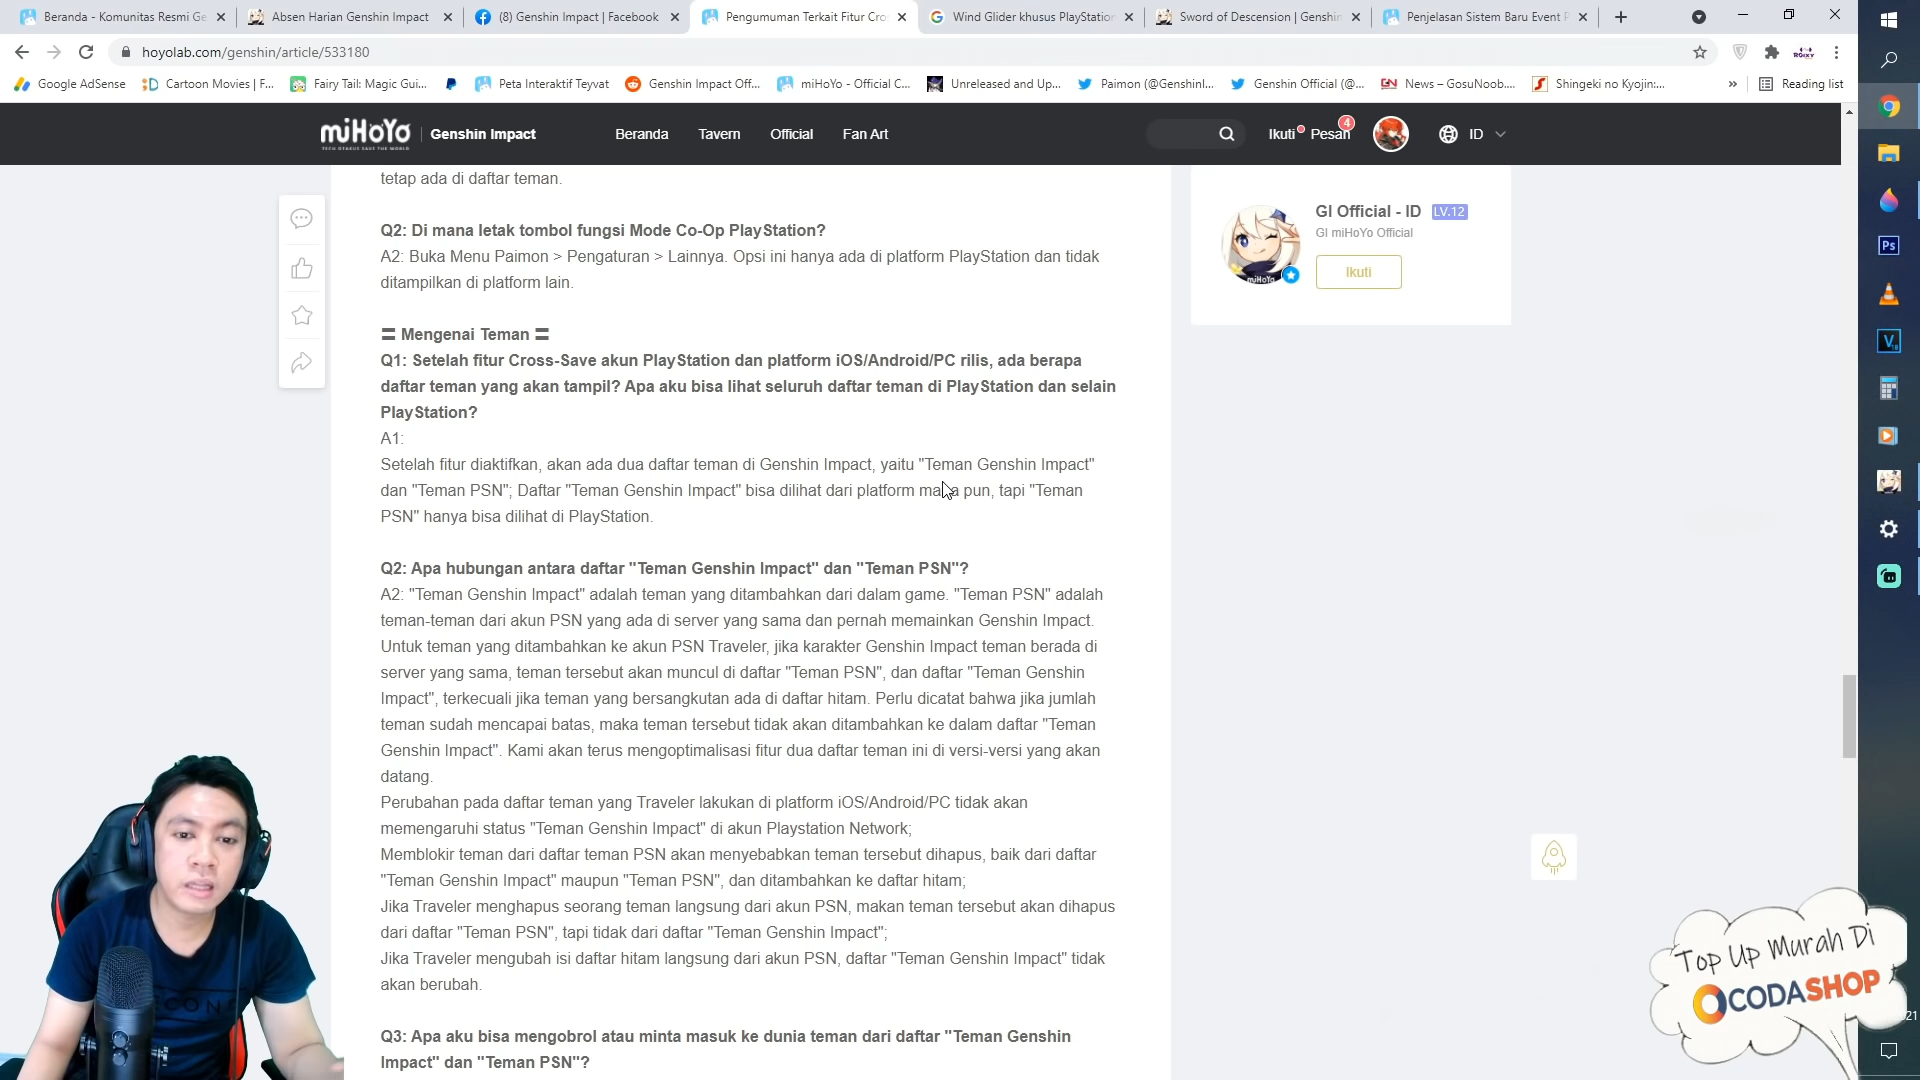 Beranda - Komunitas Resmi Ge
Absen Harian Genshin Impact
(8) Genshin Impact | Facebook
Pengumuman Terkait Fitur Cro
Wind Glider khusus PlayStation
Sword of Descension | Genshin
Penjelasan Sistem Baru Event P
hoyolab.com/genshin/article/533180
Google AdSense
Cartoon Movies | F...
Fairy Tail: Magic Gui...
Peta Interaktif Teyvat
Genshin Impact Off...
miHoYo - Official C...
Unreleased and Up...
Paimon (@GenshinI...
Genshin Official (@...
News – GosuNoob....
Shingeki no Kyojin:...
»
Reading list
miHoYo
TECH OTAKUS SAVE THE WORLD
Genshin Impact
Beranda
Tavern
Official
Fan Art
Ikuti
Pesan
4
ID
tetap ada di daftar teman.
Q2: Di mana letak tombol fungsi Mode Co-Op PlayStation?
A2: Buka Menu Paimon > Pengaturan > Lainnya. Opsi ini hanya ada di platform PlayStation dan tidak
ditampilkan di platform lain.
〓 Mengenai Teman 〓
Q1: Setelah fitur Cross-Save akun PlayStation dan platform iOS/Android/PC rilis, ada berapa
daftar teman yang akan tampil? Apa aku bisa lihat seluruh daftar teman di PlayStation dan selain
PlayStation?
A1:
Setelah fitur diaktifkan, akan ada dua daftar teman di Genshin Impact, yaitu "Teman Genshin Impact"
dan "Teman PSN"; Daftar "Teman Genshin Impact" bisa dilihat dari platform mana pun, tapi "Teman
PSN" hanya bisa dilihat di PlayStation.
Q2: Apa hubungan antara daftar "Teman Genshin Impact" dan "Teman PSN"?
A2: "Teman Genshin Impact" adalah teman yang ditambahkan dari dalam game. "Teman PSN" adalah
teman-teman dari akun PSN yang ada di server yang sama dan pernah memainkan Genshin Impact.
Untuk teman yang ditambahkan ke akun PSN Traveler, jika karakter Genshin Impact teman berada di
server yang sama, teman tersebut akan muncul di daftar "Teman PSN", dan daftar "Teman Genshin
Impact", terkecuali jika teman yang bersangkutan ada di daftar hitam. Perlu dicatat bahwa jika jumlah
teman sudah mencapai batas, maka teman tersebut tidak akan ditambahkan ke dalam daftar "Teman
Genshin Impact". Kami akan terus mengoptimalisasi fitur dua daftar teman ini di versi-versi yang akan
datang.
Perubahan pada daftar teman yang Traveler lakukan di platform iOS/Android/PC tidak akan
memengaruhi status "Teman Genshin Impact" di akun Playstation Network;
Memblokir teman dari daftar teman PSN akan menyebabkan teman tersebut dihapus, baik dari daftar
"Teman Genshin Impact" maupun "Teman PSN", dan ditambahkan ke daftar hitam;
Jika Traveler menghapus seorang teman langsung dari akun PSN, makan teman tersebut akan dihapus
dari daftar "Teman PSN", tapi tidak dari daftar "Teman Genshin Impact";
Jika Traveler mengubah isi daftar hitam langsung dari akun PSN, daftar "Teman Genshin Impact" tidak
akan berubah.
Q3: Apa aku bisa mengobrol atau minta masuk ke dunia teman dari daftar "Teman Genshin
Impact" dan "Teman PSN"?
GI Official - ID
LV.12
GI miHoYo Official
miHoYo
Ikuti
Ps
Top Up Murah Di
CODASHOP
21